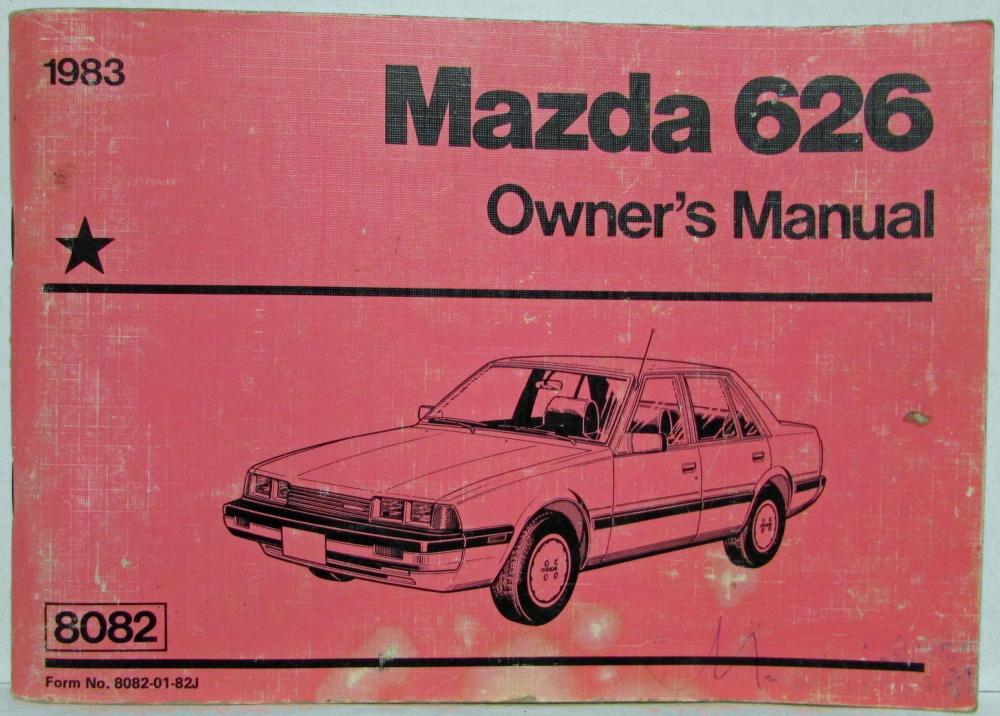 1983
Mazda 626
Owner's Manual
8082
Form No. 8082-01-82J